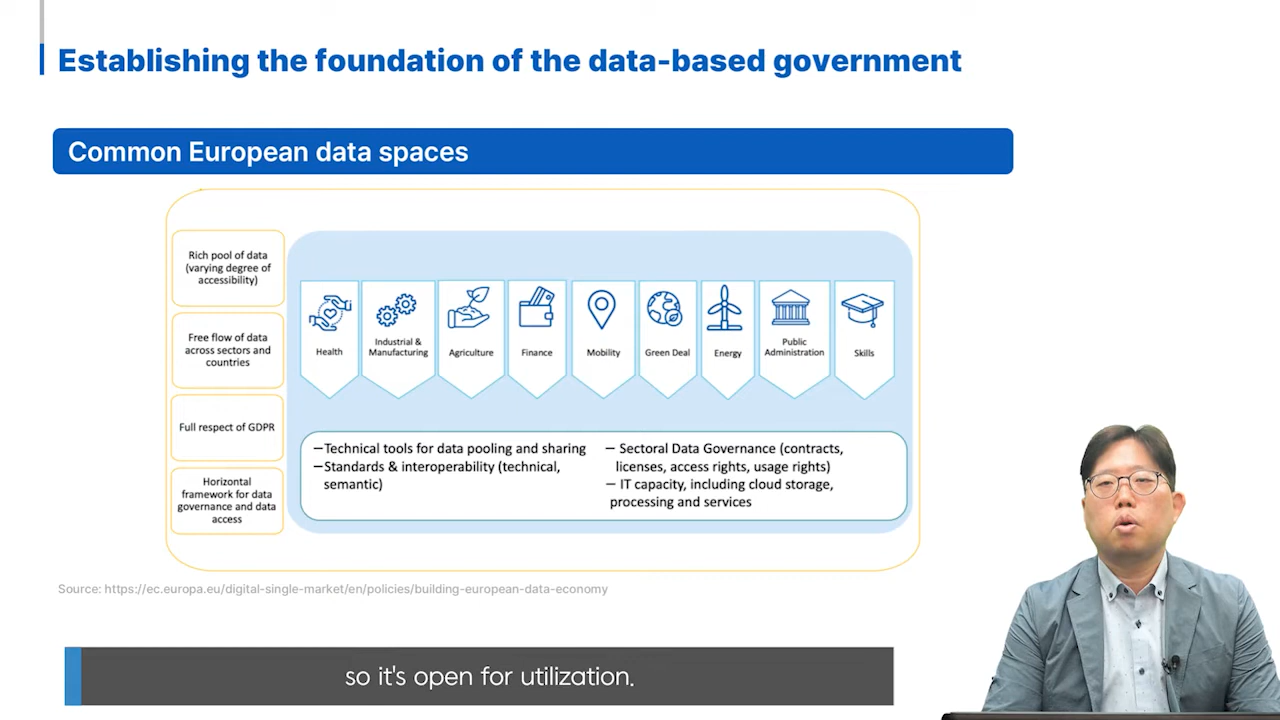 Establishing the foundation of the data-based government
Common European data spaces
Rich pool of data
(varying degree of
accessibility)
Free flow of data
across sectors and
countries
Full respect of GDPR
Horizontal
framework for data
governance and data
access
Health
Industrial &
Manufacturing
Agriculture
Finance
Mobility
Green Deal
Energy
Public
Administration
Skills
—Technical tools for data pooling and sharing
—Standards & interoperability (technical,
semantic)
— Sectoral Data Governance (contracts,
licenses, access rights, usage rights)
— IT capacity, including cloud storage,
processing and services
Source: https://ec.europa.eu/digital-single-market/en/policies/building-european-data-economy
so it's open for utilization.